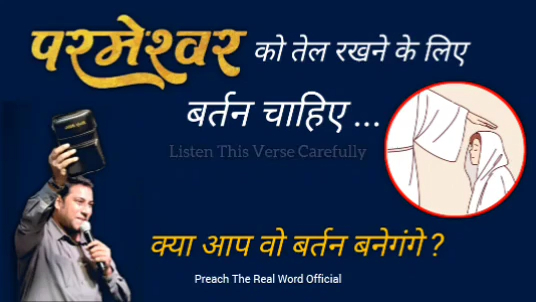 परमेश्वर को तेल रखने के लिए
बर्तन चाहिए ...
Listen This Verse Carefully
क्या आप वो बर्तन बनेगंगे ?
Preach The Real Word Official